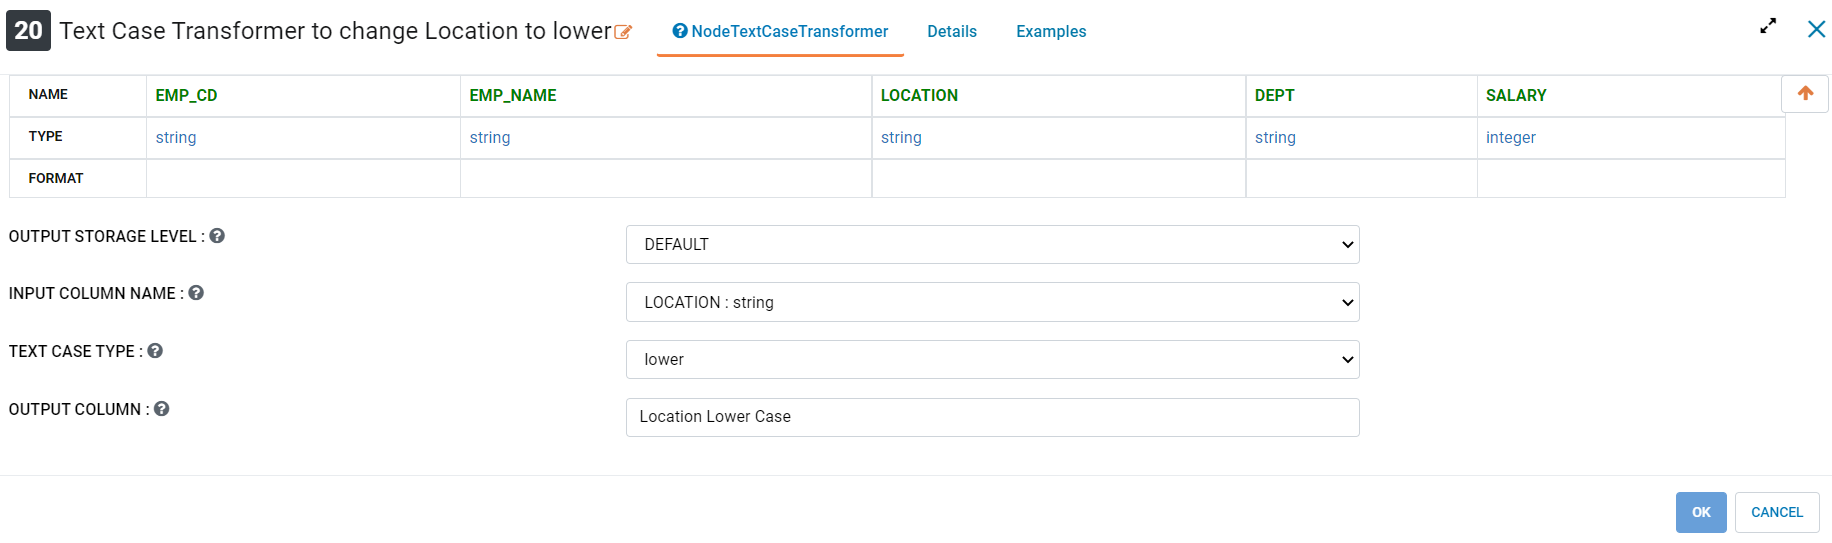 20 Text Case Transformer to change Location to lower NodeTextCaseTransformer Details Examples
NAME EMP_CD EMP_NAME LOCATION DEPT SALARY
TYPE string string string string integer
FORMAT
OUTPUT STORAGE LEVEL : DEFAULT
INPUT COLUMN NAME : LOCATION : string
TEXT CASE TYPE : lower
OUTPUT COLUMN : Location Lower Case
OK CANCEL